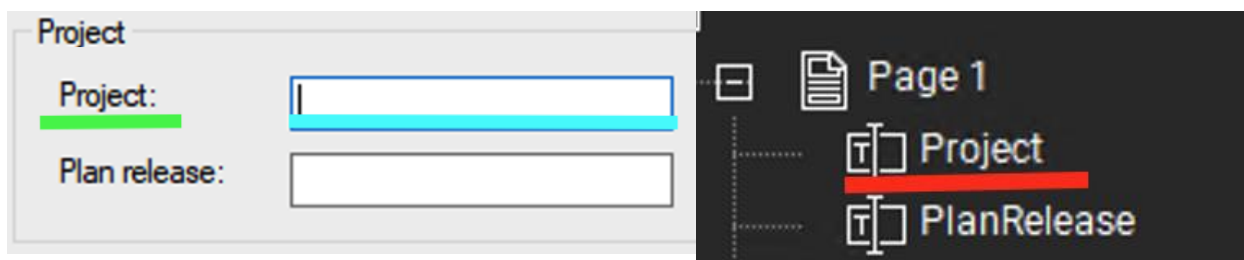 Project
Project:
Plan release:
Page 1
Project
PlanRelease